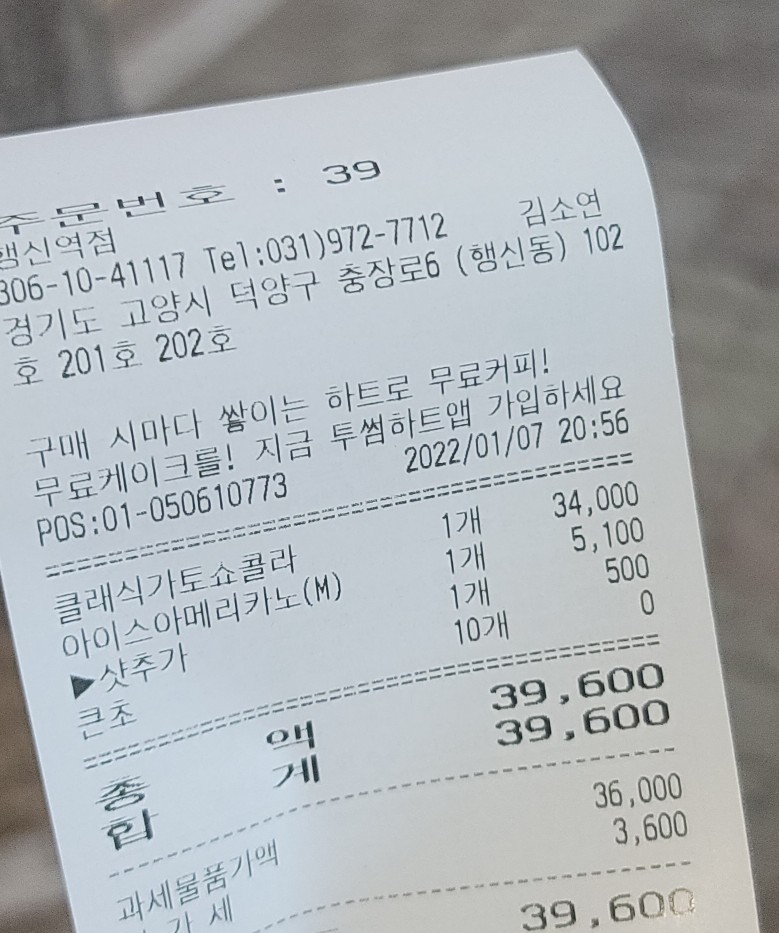 주문번호 : 39
행신역점
306-10-41117 Tel:031)972-7712 김소연
경기도 고양시 덕양구 충장로6 (행신동) 102
호 201호 202호
구매 시마다 쌓이는 하트로 무료커피!
무료케이크를! 지금 투썸하트앱 가입하세요
POS:01-050610773 2022/01/07 20:56
클래식가토쇼콜라 1개 34,000
아이스아메리카노(M) 1개 5,100
▶샷추가 1개 500
큰초 10개 0
총 액 39,600
합 계 39,600
과세물품가액 36,000
가 세 3,600
39,600